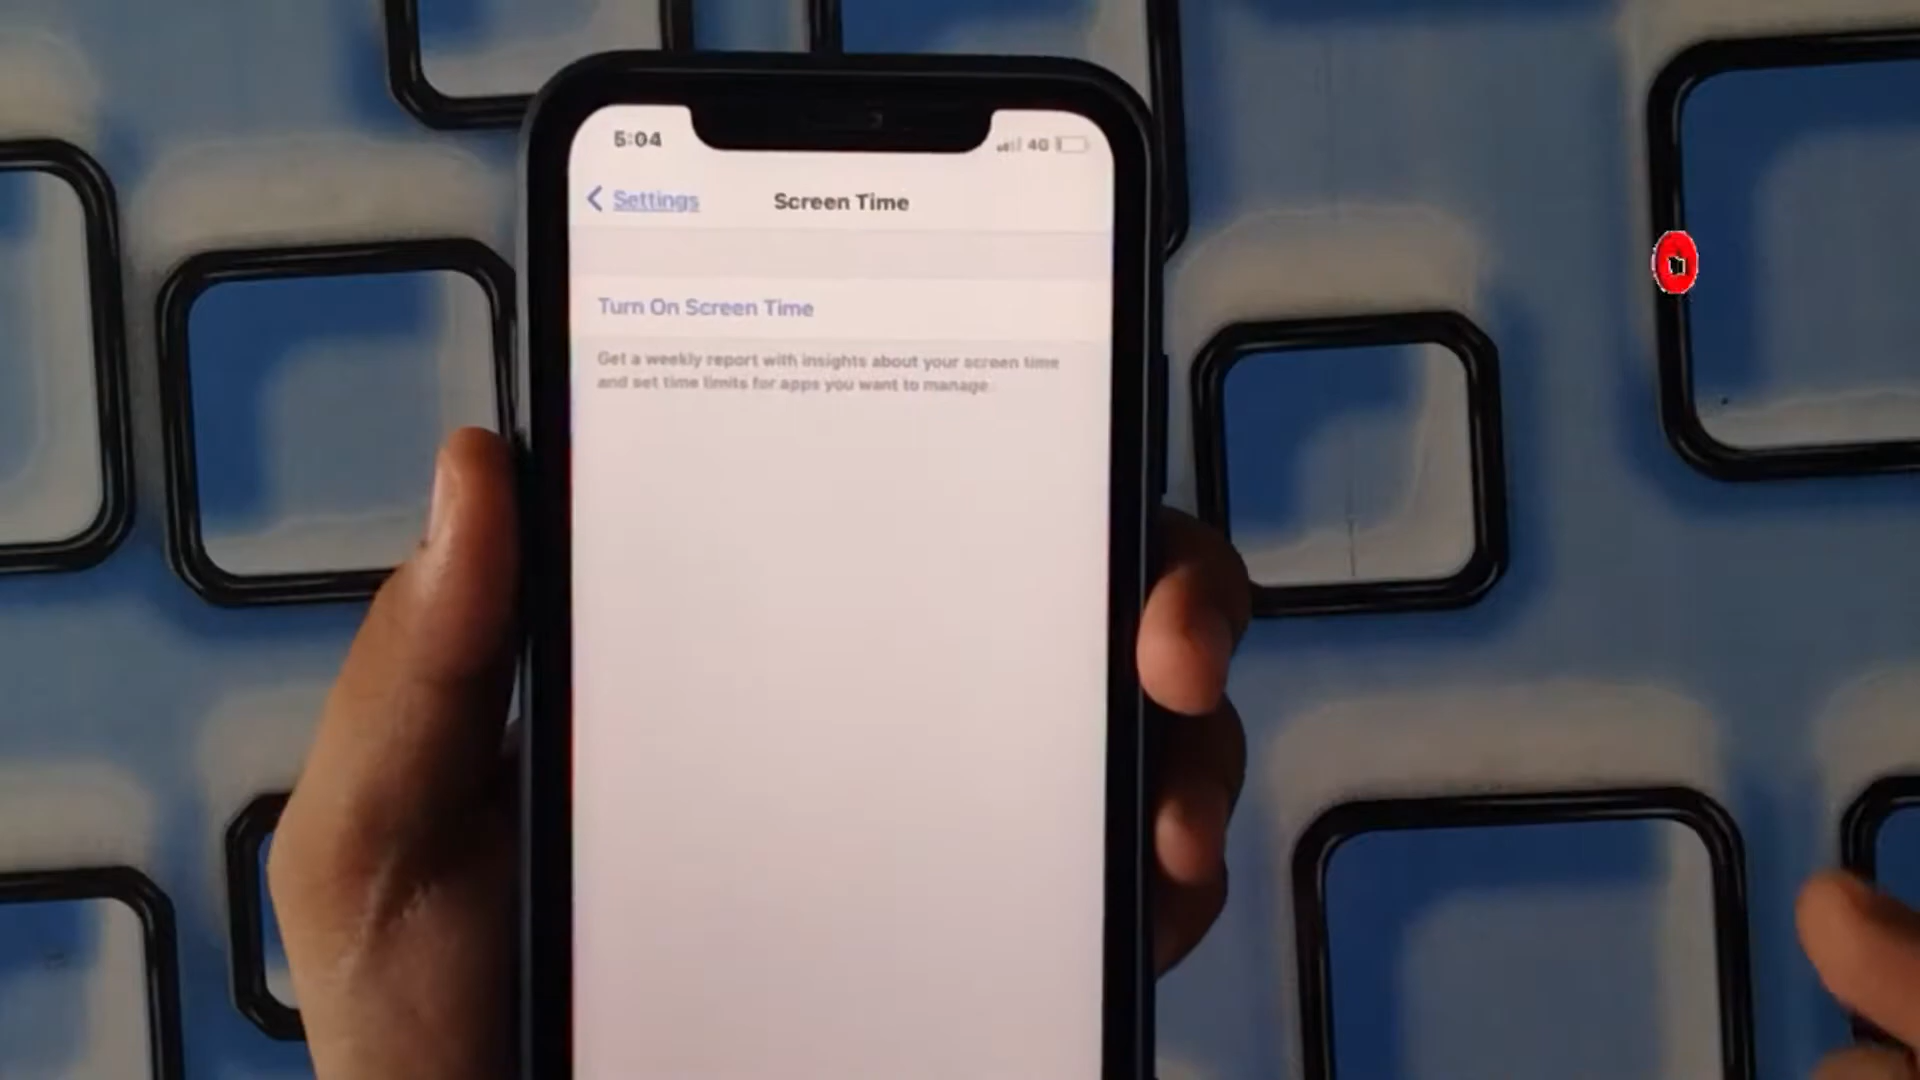 5:04
4G
Settings
Screen Time
Turn On Screen Time
Get a weekly report with insights about your screen time
and set time limits for apps you want to manage.